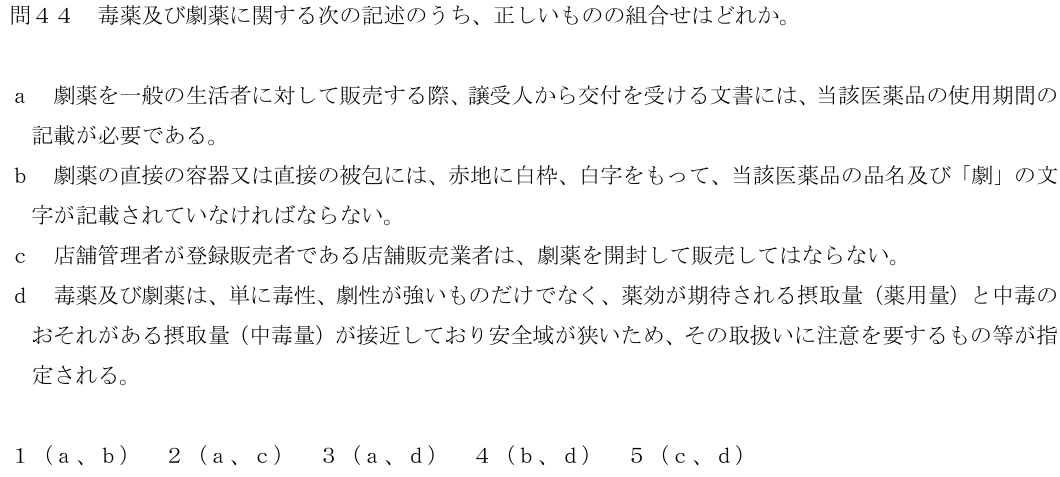 問44 毒薬及び劇薬に関する次の記述のうち、正しいものの組合せはどれか。
a 劇薬を一般の生活者に対して販売する際、譲受人から交付を受ける文書には、当該医薬品の使用期間の
記載が必要である。
b 劇薬の直接の容器又は直接の被包には、赤地に白枠、白字をもって、当該医薬品の品名及び「劇」の文
字が記載されていなければならない。
c 店舗管理者が登録販売者である店舗販売業者は、劇薬を開封して販売してはならない。
d 毒薬及び劇薬は、単に毒性、劇性が強いものだけでなく、薬効が期待される摂取量(薬用量)と中毒の
おそれがある摂取量(中毒量)が接近しており安全域が狭いため、その取扱いに注意を要するもの等が指
定される。
1(a、b) 2(a、c) 3(a、d) 4(b、d) 5(c、d)